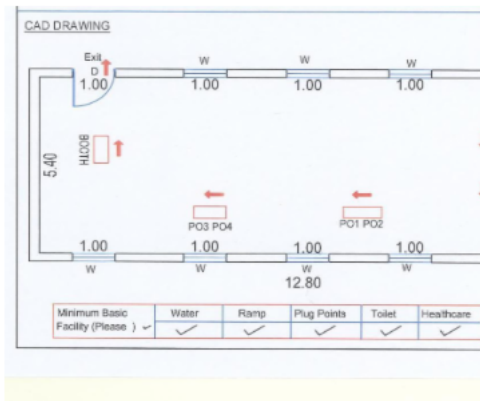 CAD DRAWING
Exit
D
1.00
W
1.00
W
1.00
W
1.00
BOOTH
5.40
PO3 PO4
PO1 PO2
1.00
W
1.00
W
1.00
W
1.00
W
12.80
Minimum Basic Facility (Please ) ✓ Water Ramp Plug Points Toilet Healthcare
✓ ✓ ✓ ✓ ✓